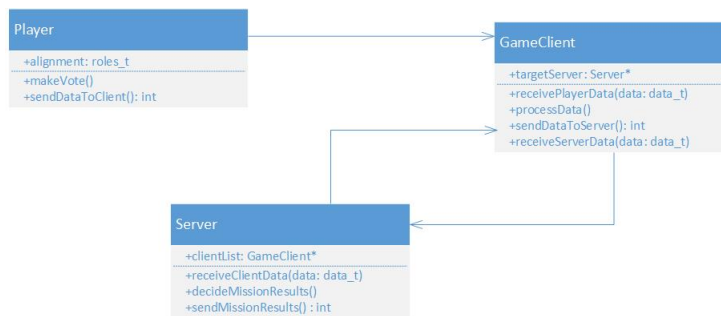 Player
+alignment: roles_t
+makeVote()
+sendDataToClient(): int
GameClient
+targetServer: Server*
+receivePlayerData(data: data_t)
+processData()
+sendDataToServer(): int
+receiveServerData(data: data_t)
Server
+clientList: GameClient*
+receiveClientData(data: data_t)
+decideMissionResults()
+sendMissionResults() : int